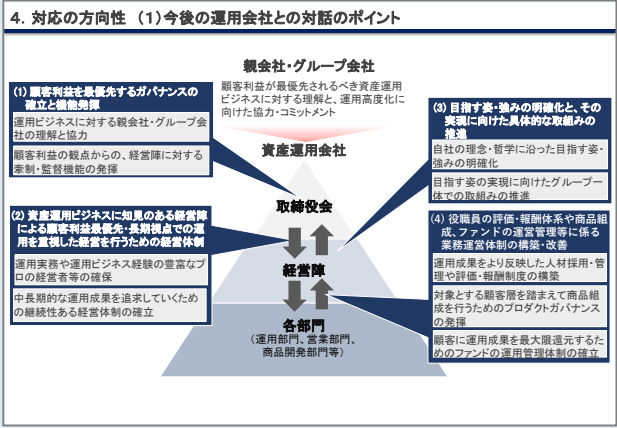 4. 対応の方向性 (1)今後の運用会社との対話のポイント
親会社・グループ会社
顧客利益が最優先されるべき資産運用
ビジネスに対する理解と、運用高度化に
向けた協力・コミットメント
資産運用会社
(1) 顧客利益を最優先するガバナンスの
確立と機能発揮
運用ビジネスに対する親会社・グループ会
社の理解と協力
顧客利益の観点からの、経営陣に対する
牽制・監督機能の発揮
(2) 資産運用ビジネスに知見のある経営陣
による顧客利益最優先・長期視点での運
用を重視した経営を行うための経営体制
運用実務や運用ビジネス経験の豊富なプ
ロの経営者等の確保
中長期的な運用成果を追求していくため
の継続性ある経営体制の確立
取締役会
経営陣
各部門
(運用部門、営業部門、
商品開発部門等)
(3) 目指す姿・強みの明確化と、その
実現に向けた具体的な取組みの
推進
自社の理念・哲学に沿った目指す姿・
強みの明確化
目指す姿の実現に向けたグループ一
体での取組みの推進
(4) 役職員の評価・報酬体系や商品組
成、ファンドの運営管理等に係る
業務運営体制の構築・改善
運用成果をより反映した人材採用・管
理や評価・報酬制度の構築
対象とする顧客層を踏まえて商品組
成を行うためのプロダクトガバナンス
の発揮
顧客に運用成果を最大限還元するた
めのファンドの運用管理体制の確立